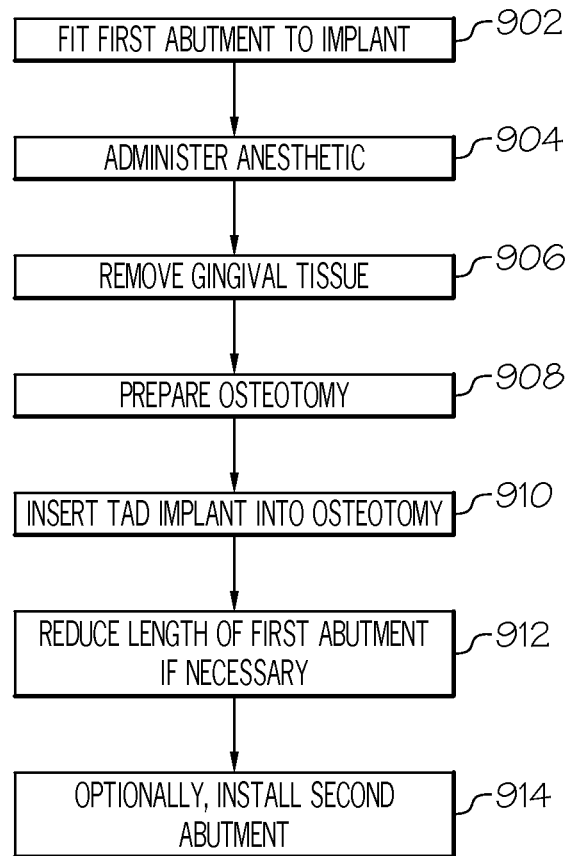 FIT FIRST ABUTMENT TO IMPLANT
902
ADMINISTER ANESTHETIC
904
REMOVE GINGIVAL TISSUE
906
PREPARE OSTEOTOMY
908
INSERT TAD IMPLANT INTO OSTEOTOMY
910
REDUCE LENGTH OF FIRST ABUTMENT
IF NECESSARY
912
OPTIONALLY, INSTALL SECOND
ABUTMENT
914